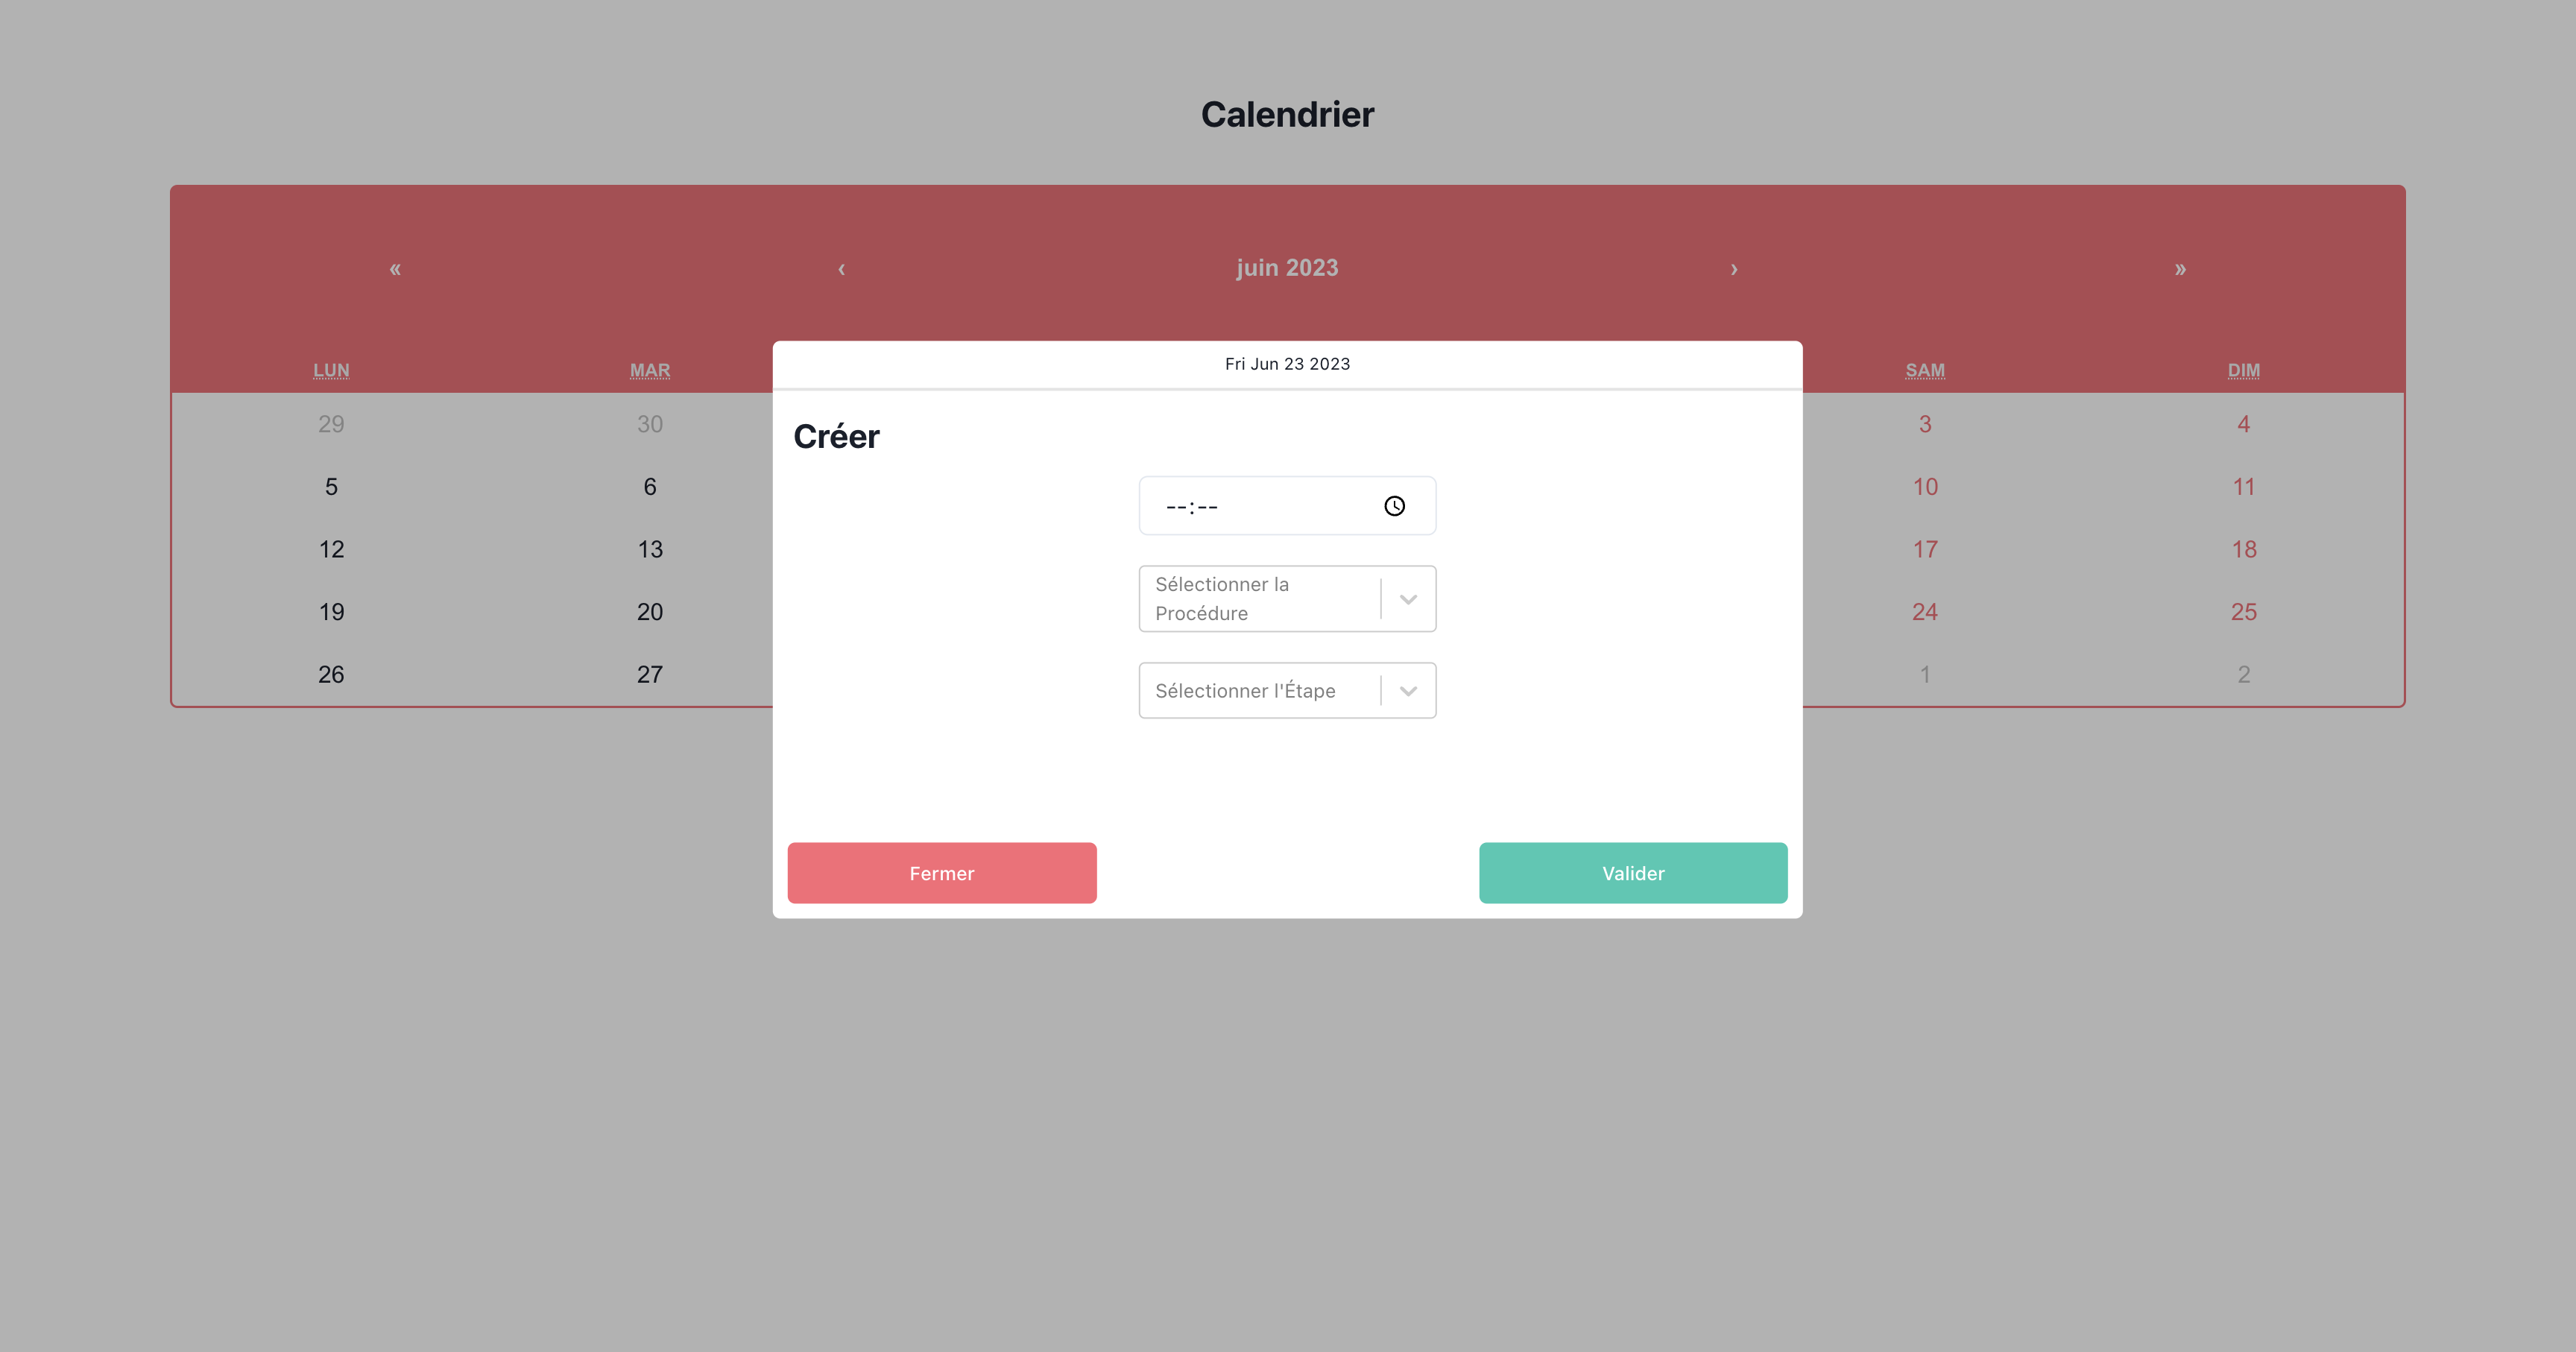 Calendrier
« ‹ juin 2023 › »
Fri Jun 23 2023
LUN MAR SAM DIM
29 30 3 4
Créer
5 6 10 11
--:--
12 13 17 18
Sélectionner la
Procédure
19 20 24 25
26 27 1 2
Sélectionner l'Étape
Fermer Valider